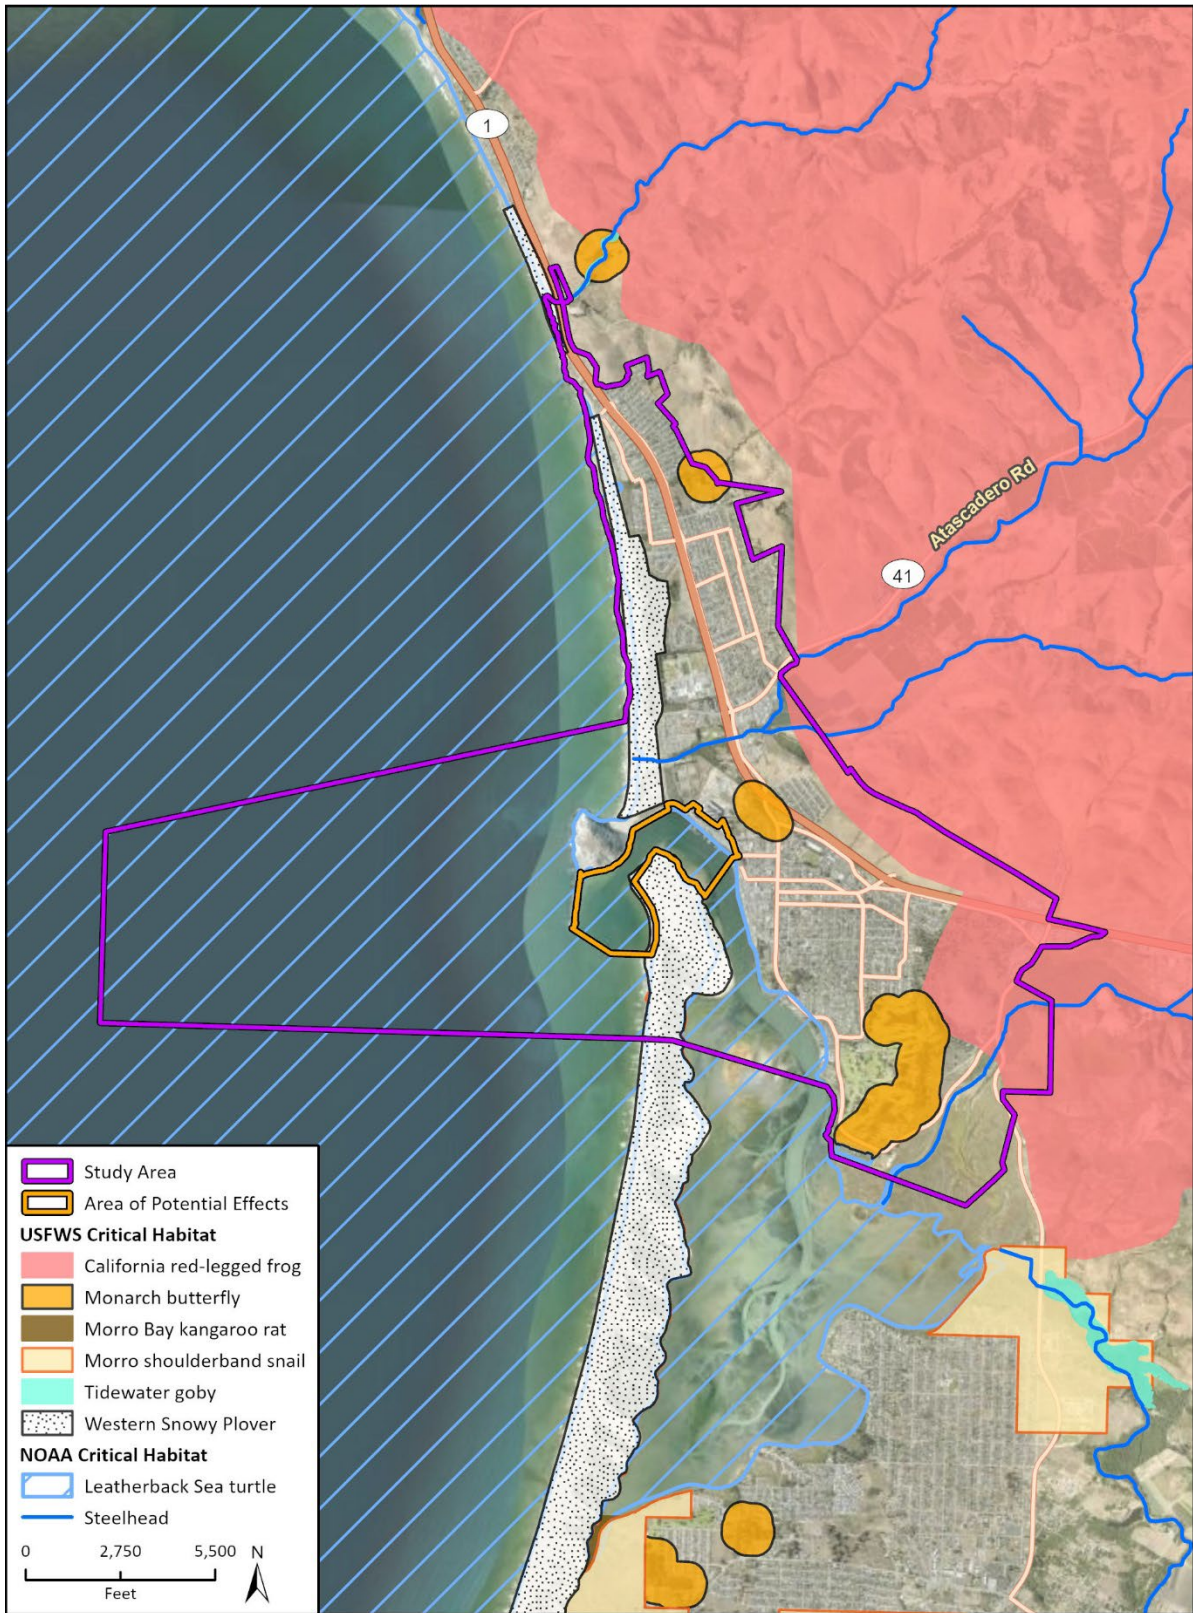 1
Atascadero Rd
41
Study Area
Area of Potential Effects
USFWS Critical Habitat
California red-legged frog
Monarch butterfly
Morro Bay kangaroo rat
Morro shoulderband snail
Tidewater goby
Western Snowy Plover
NOAA Critical Habitat
Leatherback Sea turtle
Steelhead
0 2,750 5,500 N
Feet